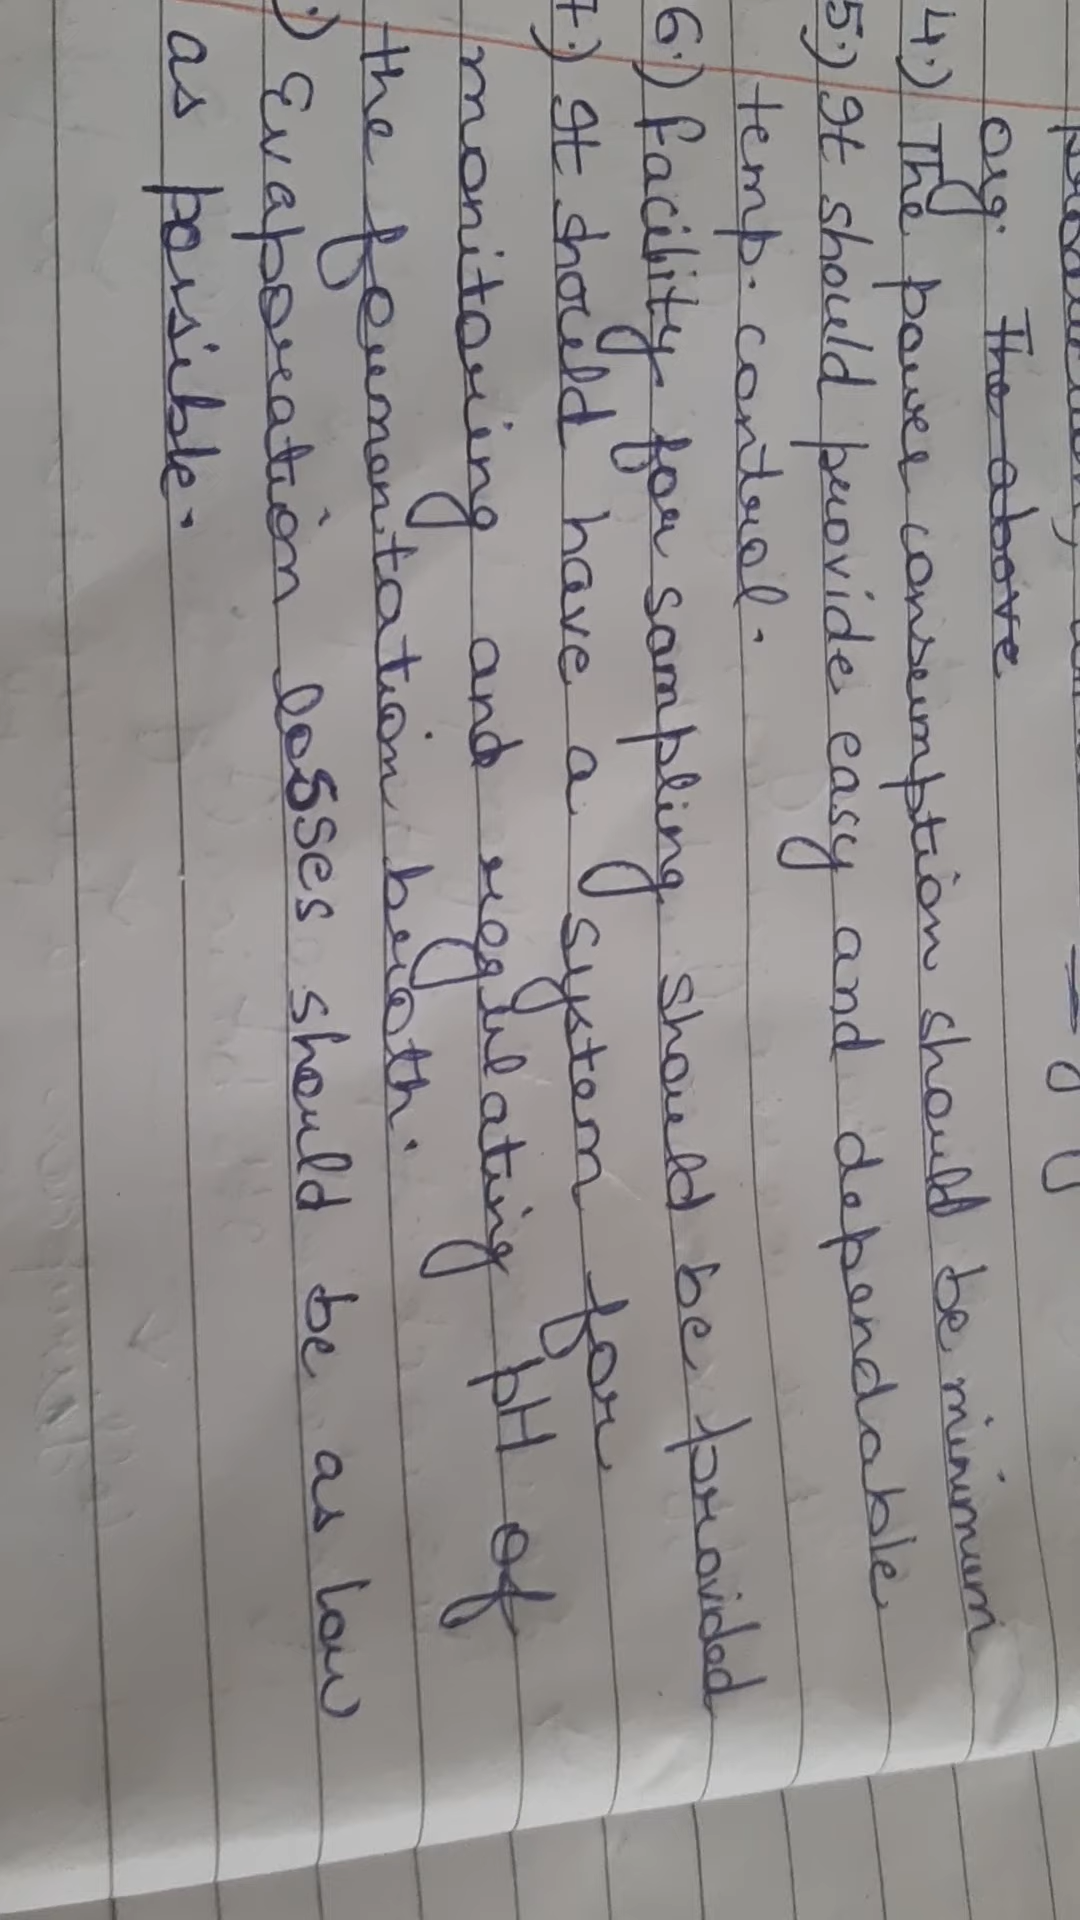 org. The above
4.) The power consumption should be minimum
5.) It should provide easy and dependable
temp. control.
6.) facility for sampling should be provided
7.) It should have a system for
monitoring and regulating pH of
the fermentation broth.
.) Evaporation losses should be as low
as possible.